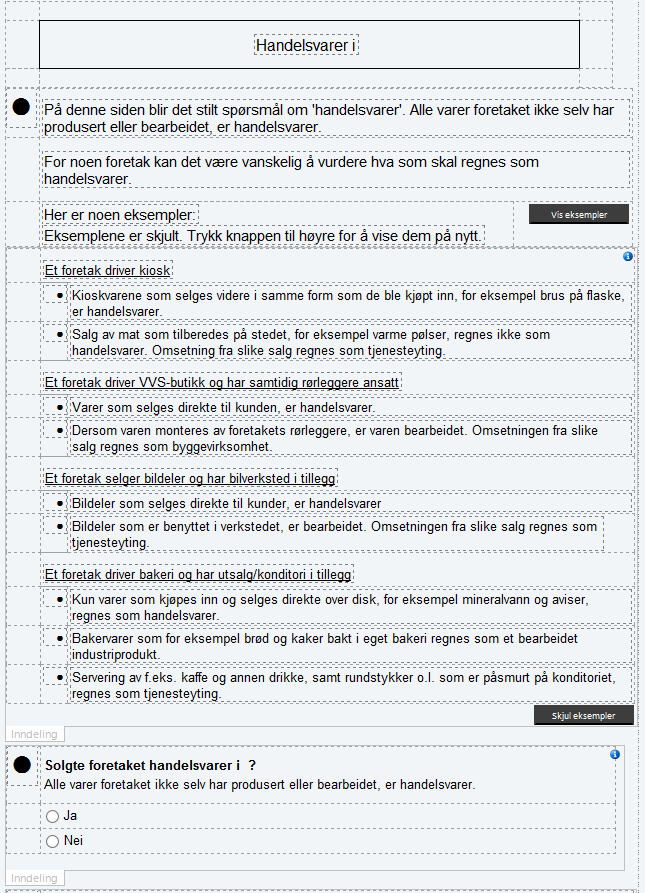 Handelsvarer i
På denne siden blir det stilt spørsmål om 'handelsvarer'. Alle varer foretaket ikke selv har
produsert eller bearbeidet, er handelsvarer.
For noen foretak kan det være vanskelig å vurdere hva som skal regnes som
handelsvarer.
Her er noen eksempler:
Vis eksempler
Eksemplene er skjult. Trykk knappen til høyre for å vise dem på nytt.
Et foretak driver kiosk
• Kioskvarene som selges videre i samme form som de ble kjøpt inn, for eksempel brus på flaske,
er handelsvarer.
• Salg av mat som tilberedes på stedet, for eksempel varme pølser, regnes ikke som
handelsvarer. Omsetning fra slike salg regnes som tjenesteyting.
Et foretak driver VVS-butikk og har samtidig rørleggere ansatt
• Varer som selges direkte til kunden, er handelsvarer.
• Dersom varen monteres av foretakets rørleggere, er varen bearbeidet. Omsetningen fra slike
salg regnes som byggevirksomhet.
Et foretak selger bildeler og har bilverksted i tillegg
• Bildeler som selges direkte til kunder, er handelsvarer
• Bildeler som er benyttet i verkstedet, er bearbeidet. Omsetningen fra slike salg regnes som
tjenesteyting.
Et foretak driver bakeri og har utsalg/konditori i tillegg
• Kun varer som kjøpes inn og selges direkte over disk, for eksempel mineralvann og aviser,
regnes som handelsvarer.
• Bakervarer som for eksempel brød og kaker bakt i eget bakeri regnes som et bearbeidet
industriprodukt.
• Servering av f.eks. kaffe og annen drikke, samt rundstykker o.l. som er påsmurt på konditoriet,
regnes som tjenesteyting.
Skjul eksempler
Inndeling
Solgte foretaket handelsvarer i ?
Alle varer foretaket ikke selv har produsert eller bearbeidet, er handelsvarer.
Ja
Nei
Inndeling